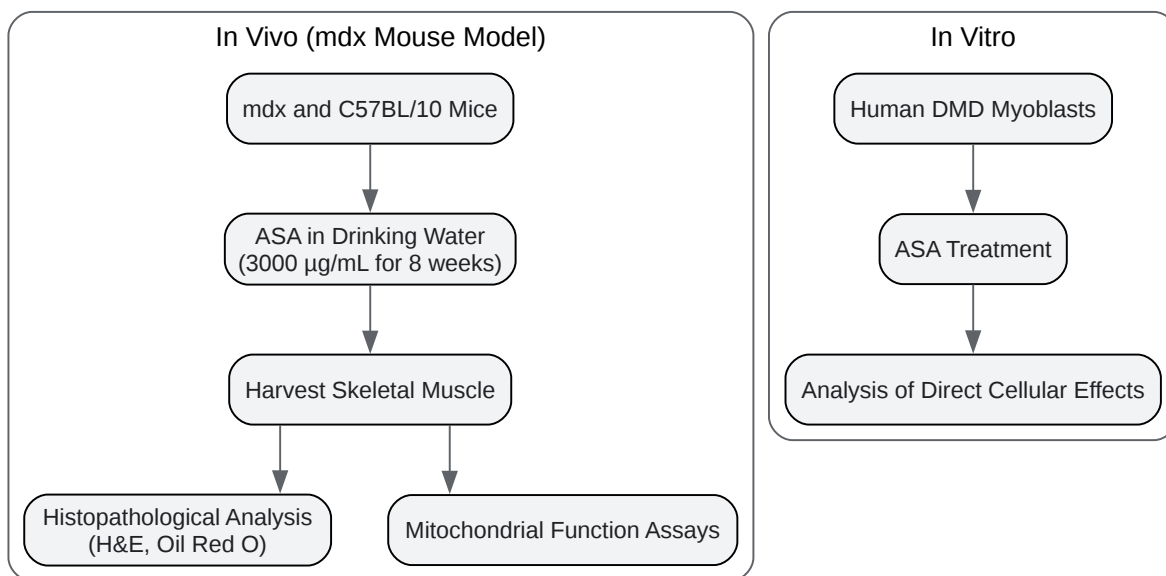 In Vivo (mdx Mouse Model)
mdx and C57BL/10 Mice
ASA in Drinking Water
(3000 µg/mL for 8 weeks)
Harvest Skeletal Muscle
Histopathological Analysis
(H&E, Oil Red O)
Mitochondrial Function Assays
In Vitro
Human DMD Myoblasts
ASA Treatment
Analysis of Direct Cellular Effects